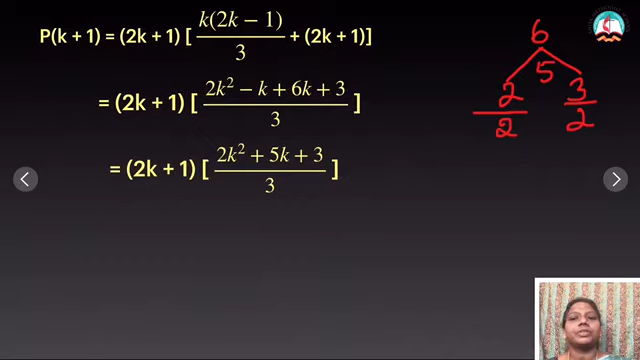 P(k + 1) = (2k + 1) [ k(2k − 1)/3 + (2k + 1)]
= (2k + 1) [ 2k² − k + 6k + 3/3 ]
= (2k + 1) [ 2k² + 5k + 3/3 ]
6
5
2 3
2 2